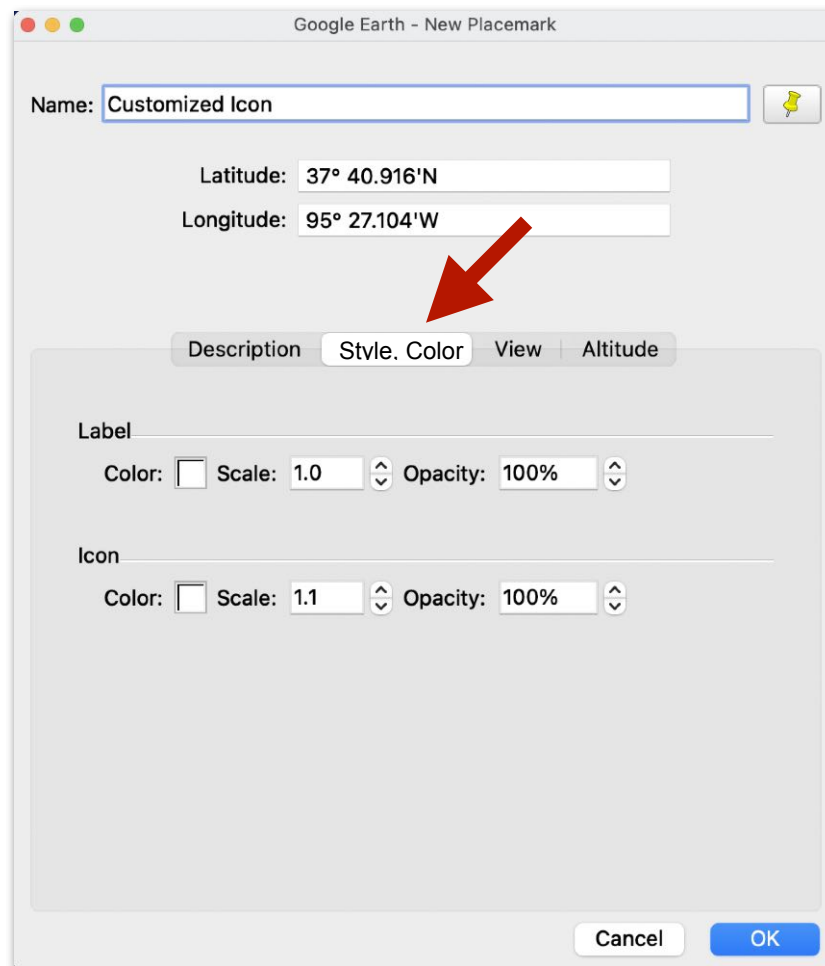 Google Earth - New Placemark
Name: Customized Icon
Latitude: 37° 40.916'N
Longitude: 95° 27.104'W
Description Style, Color View Altitude
Label
Color: Scale: 1.0 Opacity: 100%
Icon
Color: Scale: 1.1 Opacity: 100%
Cancel OK